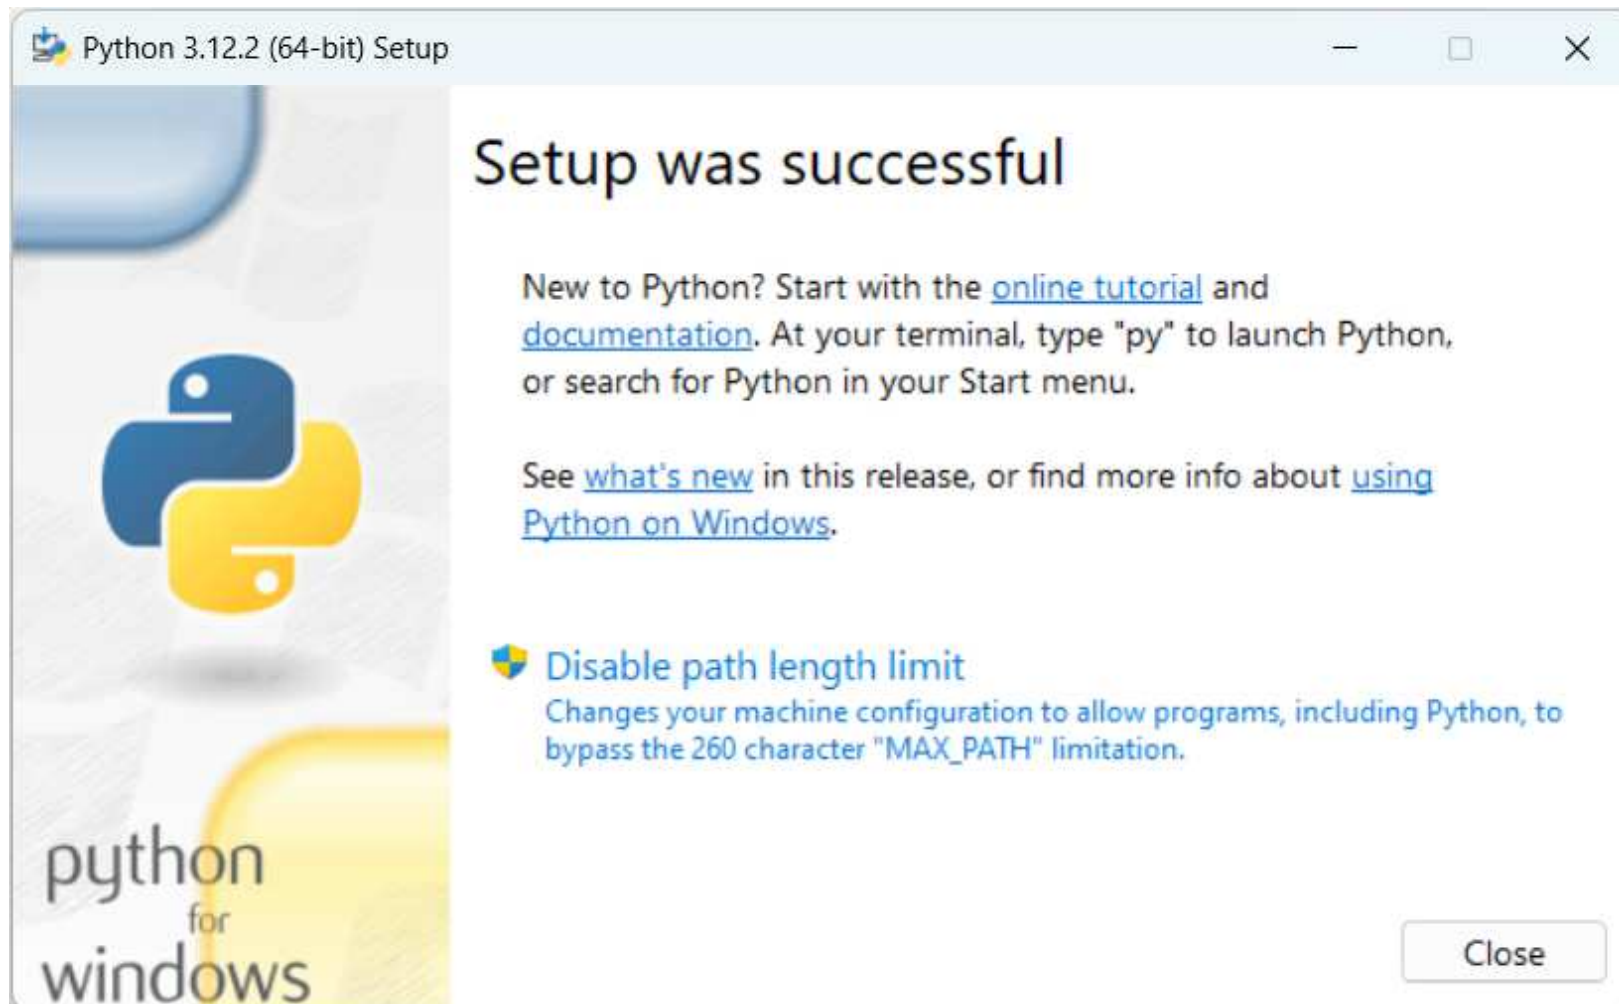 Python 3.12.2 (64-bit) Setup
Setup was successful
New to Python? Start with the online tutorial and
documentation. At your terminal, type "py" to launch Python,
or search for Python in your Start menu.
See what's new in this release, or find more info about using
Python on Windows.
Disable path length limit
Changes your machine configuration to allow programs, including Python, to
bypass the 260 character "MAX_PATH" limitation.
python
for
windows
Close